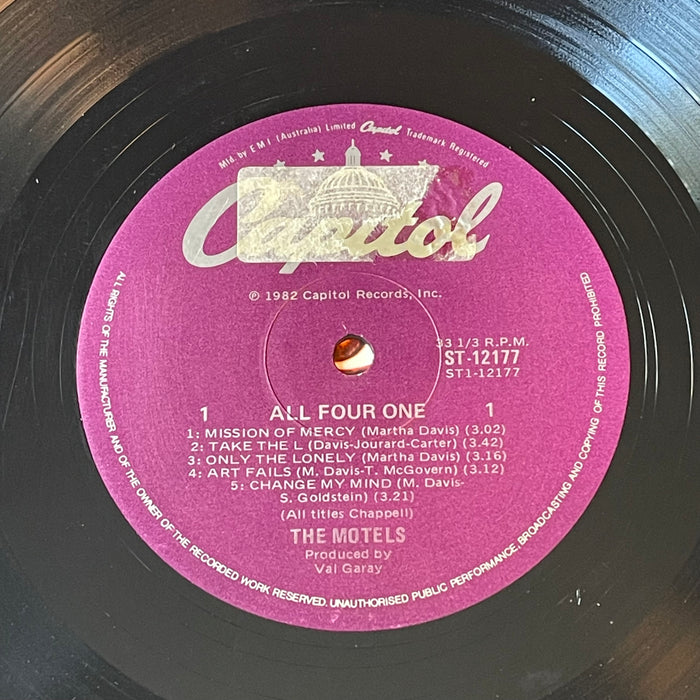 Mfd. by E M I (Australia) Limited Capitol Trademark Registered
Capitol
℗ 1982 Capitol Records, Inc.
33 1/3 R.P.M.
ST-12177
ST1-12177
1 ALL FOUR ONE 1
1: MISSION OF MERCY (Martha Davis) (3.02)
2: TAKE THE L (Davis-Jourard-Carter) (3.42)
3: ONLY THE LONELY (Martha Davis) (3.16)
4: ART FAILS (M. Davis-T. McGovern) (3.12)
5: CHANGE MY MIND (M. Davis-
S. Goldstein) (3.21)
(All titles Chappell)
THE MOTELS
Produced by
Val Garay
ALL RIGHTS OF THE MANUFACTURER AND OF THE OWNER OF THE RECORDED WORK RESERVED. UNAUTHORISED PUBLIC PERFORMANCE, BROADCASTING AND COPYING OF THIS RECORD PROHIBITED